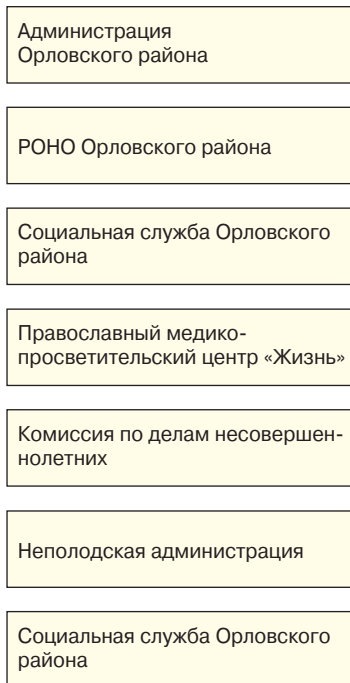 Администрация
Орловского района
РОНО Орловского района
Социальная служба Орловского
района
Православный медико-
просветительский центр «Жизнь»
Комиссия по делам несовершен-
нолетних
Неполодская администрация
Социальная служба Орловского
района